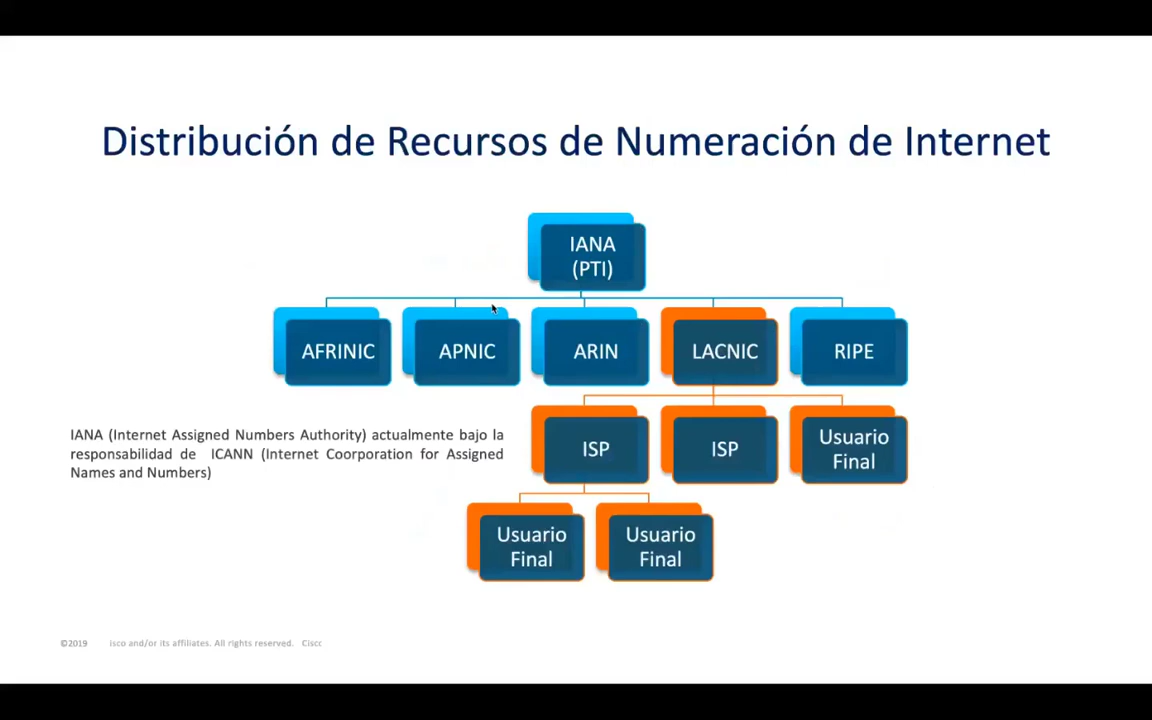 Distribución de Recursos de Numeración de Internet
IANA
(PTI)
AFRINIC
APNIC
ARIN
LACNIC
RIPE
IANA (Internet Assigned Numbers Authority) actualmente bajo la
responsabilidad de ICANN (Internet Coorporation for Assigned
Names and Numbers)
ISP
ISP
Usuario
Final
Usuario
Final
Usuario
Final
©2019 isco and/or its affiliates. All rights reserved. Ciscc